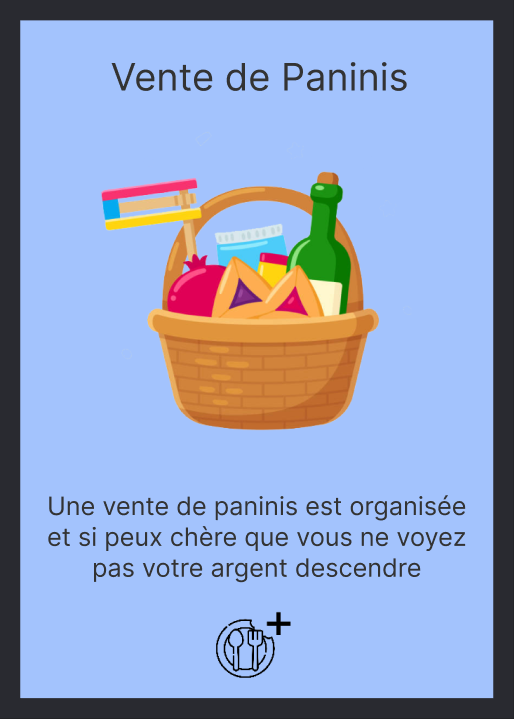 Vente de Paninis
Une vente de paninis est organisée
et si peux chère que vous ne voyez
pas votre argent descendre